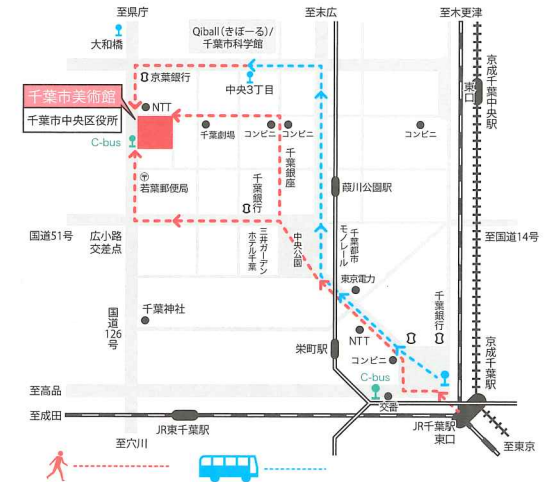 至県庁
至末広
至木更津
Qiball(きぼーる)/
千葉市科学館
大和橋
京葉銀行
中央3丁目
東口
京成千葉中央駅
千葉市美術館
千葉市中央区役所
NTT
C-bus
千葉劇場
コンビニ
コンビニ
コンビニ
千葉銀座
若葉郵便局
千葉銀行
葭川公園駅
国道51号
広小路
交差点
三井ガーデン
ホテル千葉
中央公園
千葉都市
モノレール
至国道14号
東京電力
千葉銀行
国道126号
千葉神社
NTT
栄町駅
コンビニ
京成千葉駅
C-bus
至高品
交番
至成田
JR東千葉駅
JR千葉駅
東口
至穴川
至東京